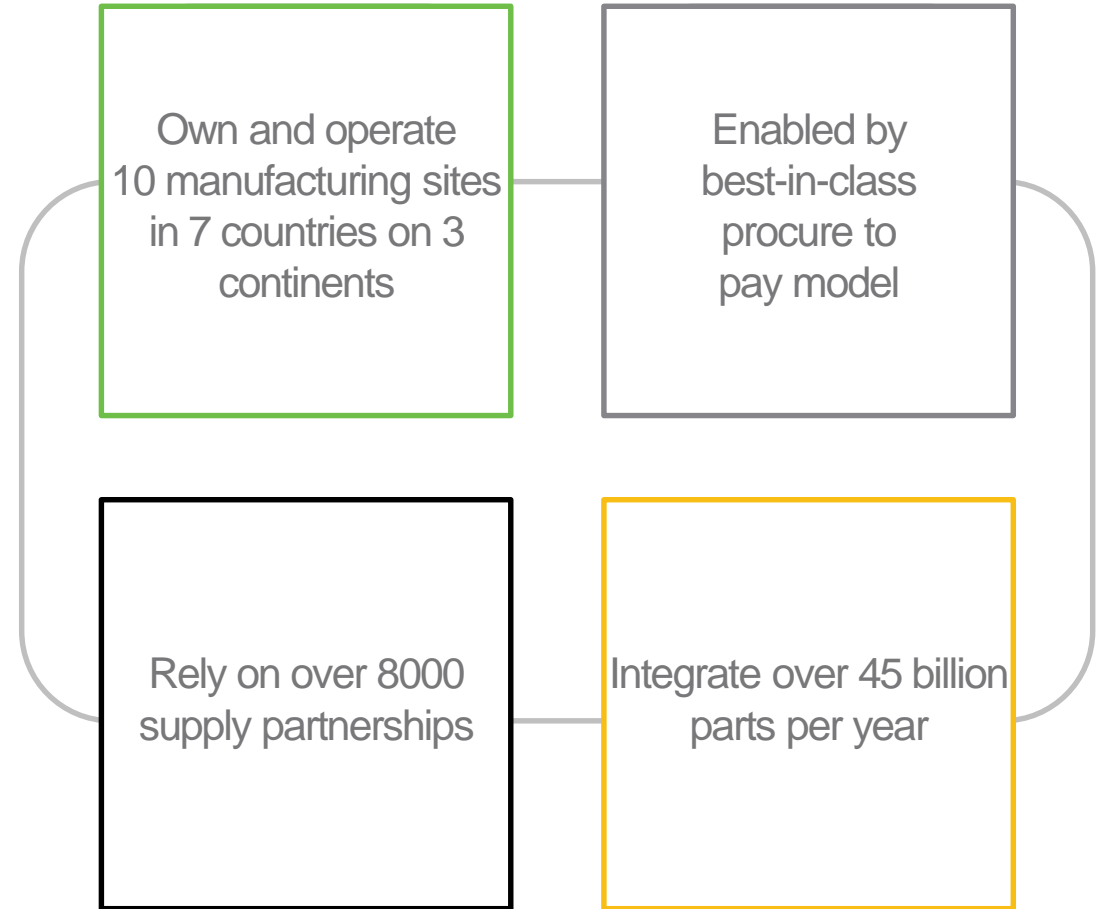 Own and operate
10 manufacturing sites
in 7 countries on 3
continents
Enabled by
best-in-class
procure to
pay model
Rely on over 8000
supply partnerships
Integrate over 45 billion
parts per year